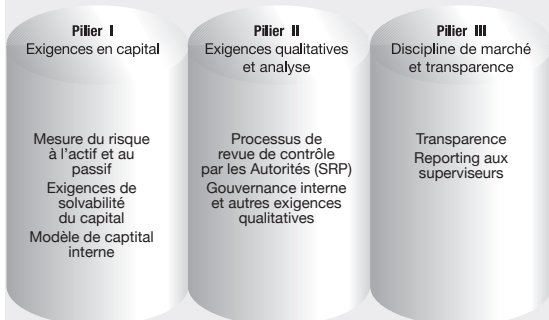 Pilier I
Exigences en capital
Mesure du risque
à l'actif et au
passif
Exigences de
solvabilité
du capital
Modèle de captital
interne
Pilier II
Exigences qualitatives
et analyse
Processus de
revue de contrôle
par les Autorités (SRP)
Gouvernance interne
et autres exigences
qualitatives
Pilier III
Discipline de marché
et transparence
Transparence
Reporting aux
superviseurs